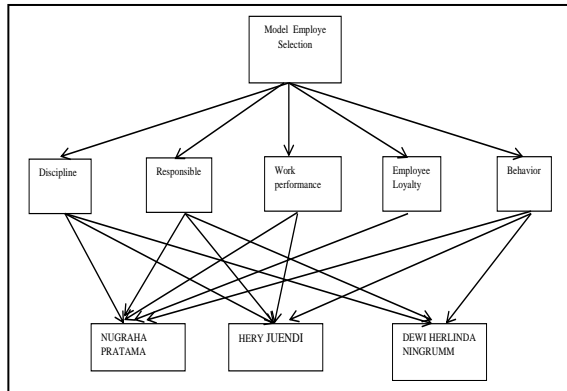 Model Employe
Selection
Discipline
Responsible
Work
performance
Employee
Loyalty
Behavior
NUGRAHA
PRATAMA
HERY JUENDI
DEWI HERLINDA
NINGRUMM